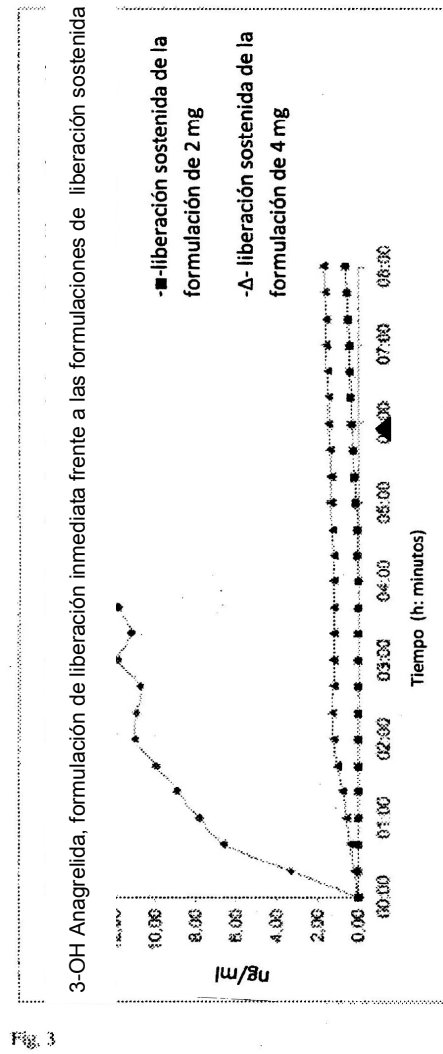 3-OH Anagrelida, formulación de liberación inmediata frente a las formulaciones de liberación sostenida
10.00
8.00
6.00
4.00
2.00
0.00
ng/ml
00:00
01:00
02:00
03:00
04:00
05:00
07:00
08:00
Tiempo (h: minutos)
-■-liberación sostenida de la
formulación de 2 mg
-Δ- liberación sostenida de la
formulación de 4 mg
Fig. 3